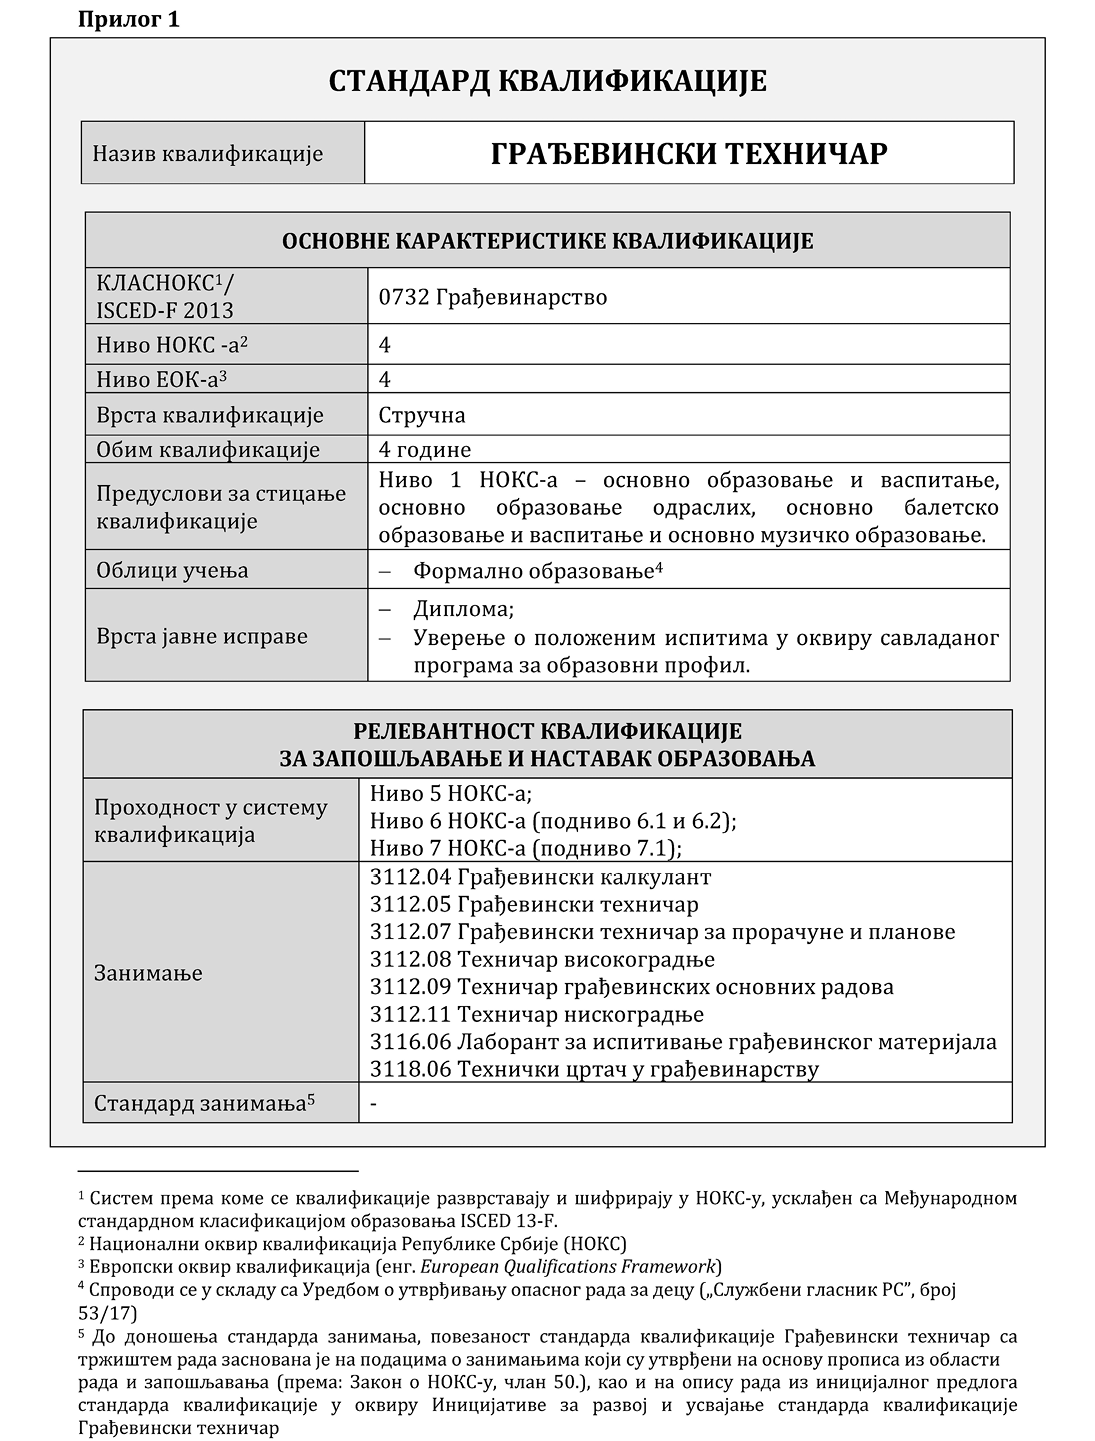 Прилог 1
СТАНДАРД КВАЛИФИКАЦИЈЕ
Назив квалификације
ГРАЂЕВИНСКИ ТЕХНИЧАР
ОСНОВНЕ КАРАКТЕРИСТИКЕ КВАЛИФИКАЦИЈЕ
КЛАСНОКС¹/
ISCED-F 2013
0732 Грађевинарство
Ниво НОКС -а²
4
Ниво ЕОК-а³
4
Врста квалификације
Стручна
Обим квалификације
4 године
Предуслови за стицање
квалификације
Ниво 1 НОКС-а – основно образовање и васпитање,
основно образовање одраслих, основно балетско
образовање и васпитање и основно музичко образовање.
Облици учења
– Формално образовање⁴
Врста јавне исправе
– Диплома;
– Уверење о положеним испитима у оквиру савладаног
програма за образовни профил.
РЕЛЕВАНТНОСТ КВАЛИФИКАЦИЈЕ
ЗА ЗАПОШЉАВАЊЕ И НАСТАВАК ОБРАЗОВАЊА
Проходност у систему
квалификација
Ниво 5 НОКС-а;
Ниво 6 НОКС-а (подниво 6.1 и 6.2);
Ниво 7 НОКС-а (подниво 7.1);
Занимање
3112.04 Грађевински калкулант
3112.05 Грађевински техничар
3112.07 Грађевински техничар за прорачуне и планове
3112.08 Техничар високоградње
3112.09 Техничар грађевинских основних радова
3112.11 Техничар нискоградње
3116.06 Лаборант за испитивање грађевинског материјала
3118.06 Технички цртач у грађевинарству
Стандард занимања⁵
-
¹ Систем према коме се квалификације разврставају и шифрирају у НОКС-у, усклађен са Међународном
стандардном класификацијом образовања ISCED 13-F.
² Национални оквир квалификација Републике Србије (НОКС)
³ Европски оквир квалификација (енг. European Qualifications Framework)
⁴ Спроводи се у складу са Уредбом о утврђивању опасног рада за децу („Службени гласник РС”, број
53/17)
⁵ До доношења стандарда занимања, повезаност стандарда квалификације Грађевински техничар са
тржиштем рада заснована је на подацима о занимањима који су утврђени на основу прописа из области
рада и запошљавања (према: Закон о НОКС-у, члан 50.), као и на опису рада из иницијалног предлога
стандарда квалификације у оквиру Иницијативе за развој и усвајање стандарда квалификације
Грађевински техничар